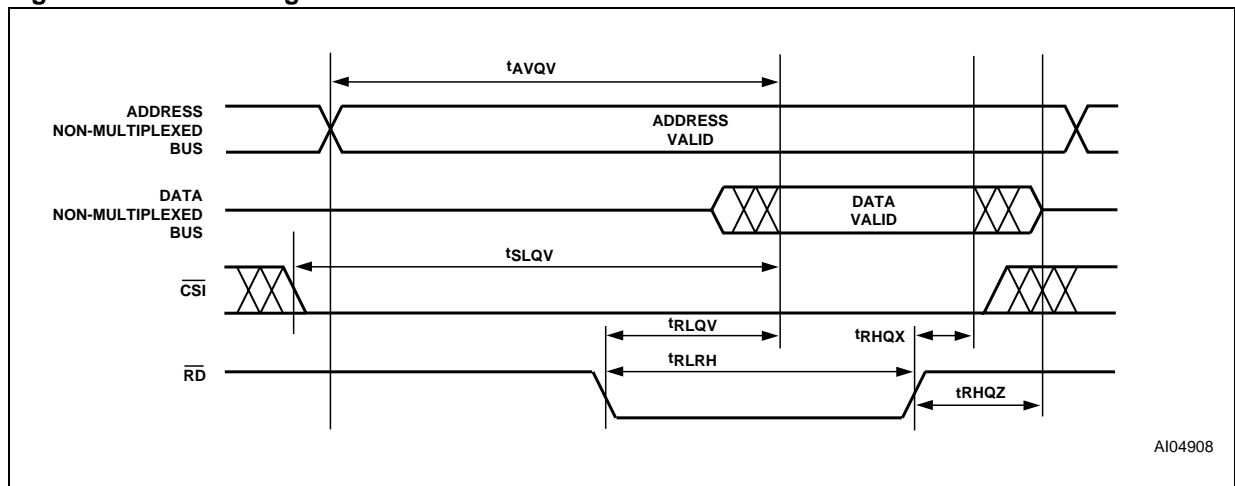 tAVQV
ADDRESS
NON-MULTIPLEXED
BUS
ADDRESS
VALID
DATA
NON-MULTIPLEXED
BUS
DATA
VALID
tSLQV
CSI
tRLQV
tRHQX
tRLRH
RD
tRHQZ
AI04908